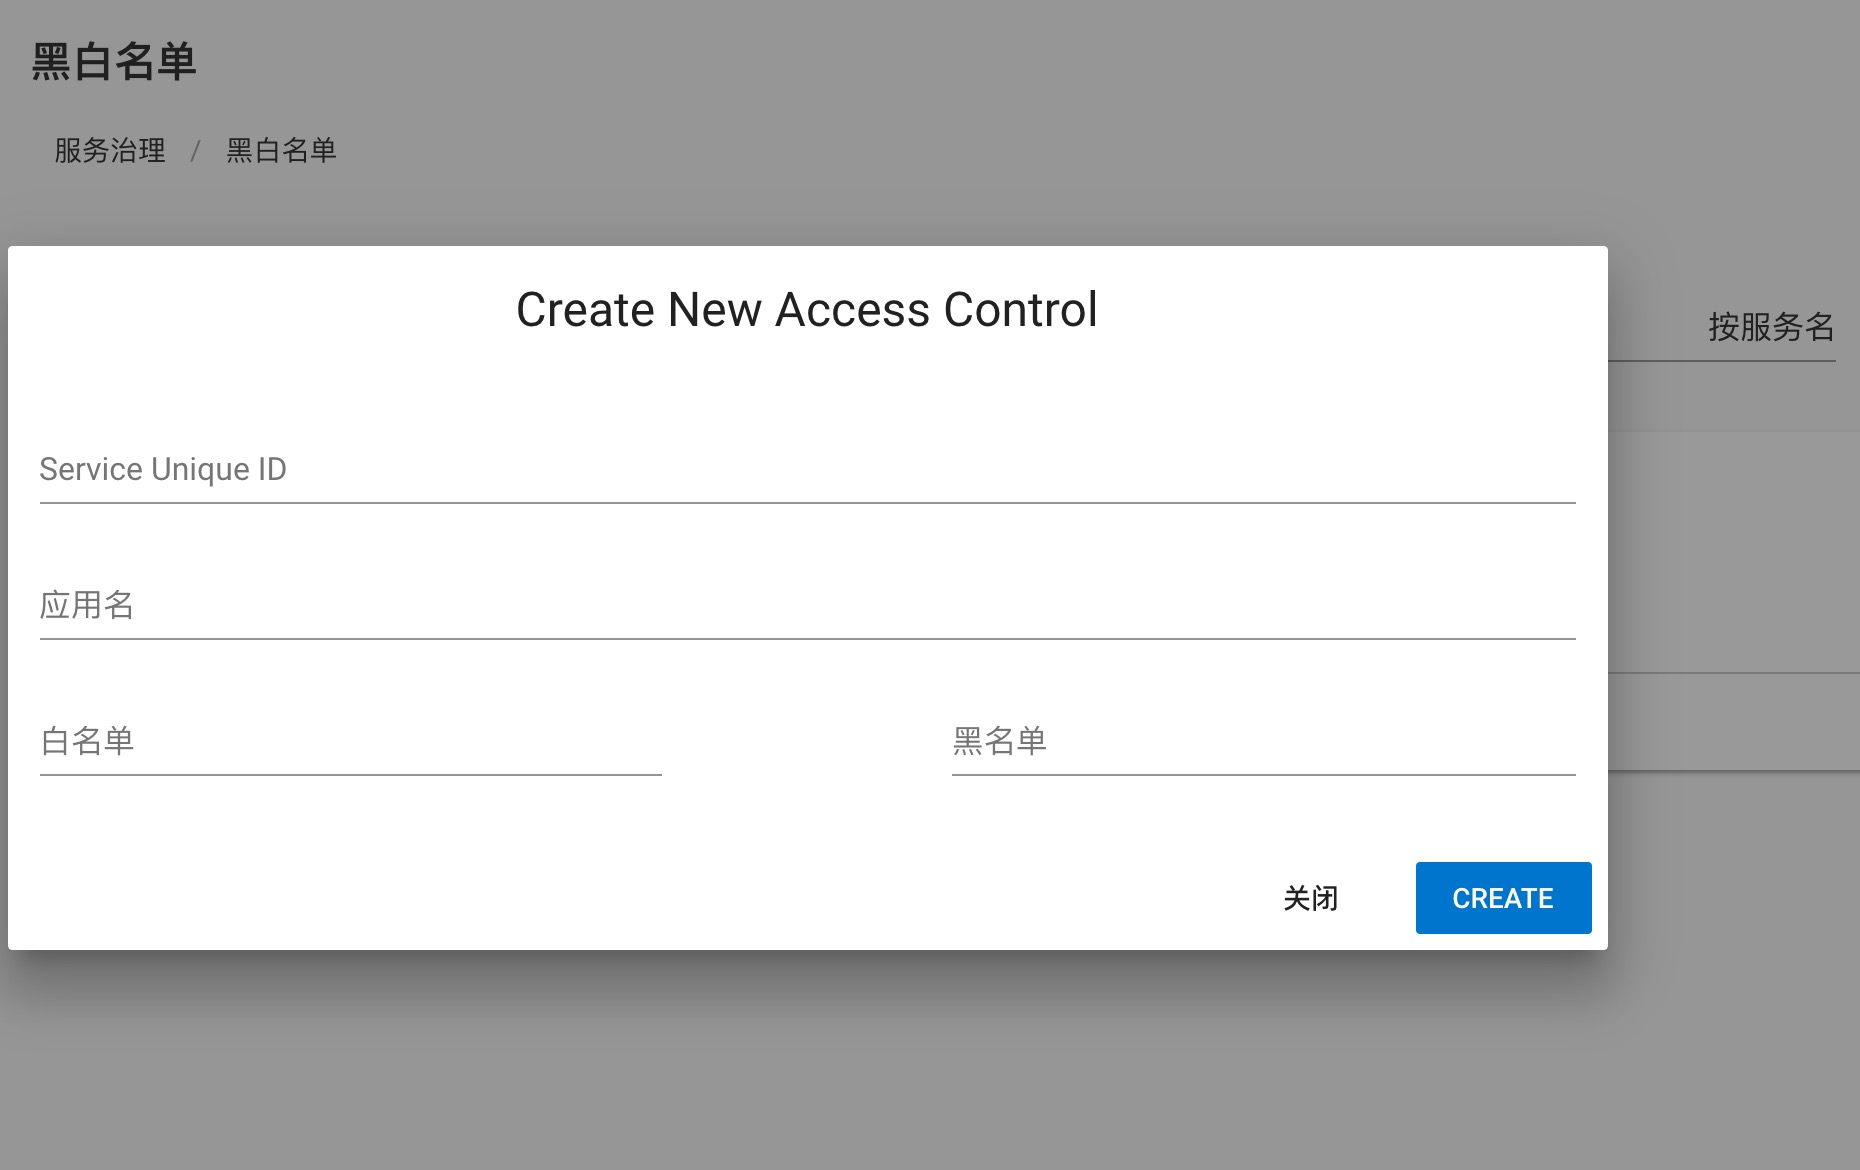 黑白名单
服务治理 / 黑白名单
按服务名
Create New Access Control
Service Unique ID
应用名
白名单 黑名单
关闭 CREATE